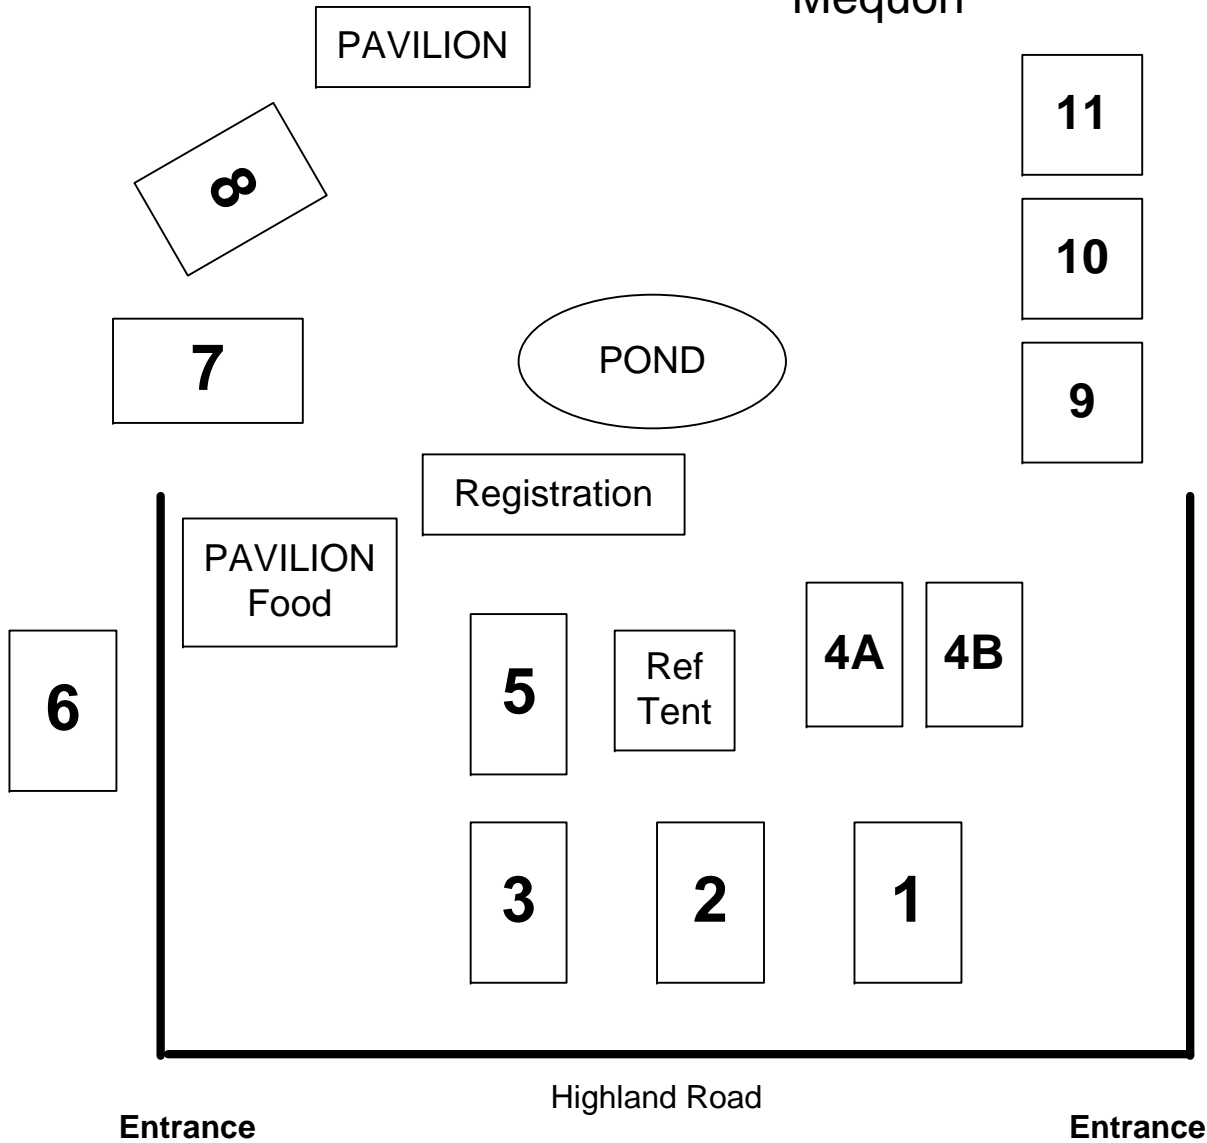 Mequon
PAVILION
11
8
10
7
POND
9
Registration
PAVILION
Food
6
5
Ref
Tent
4A
4B
3
2
1
Highland Road
Entrance
Entrance